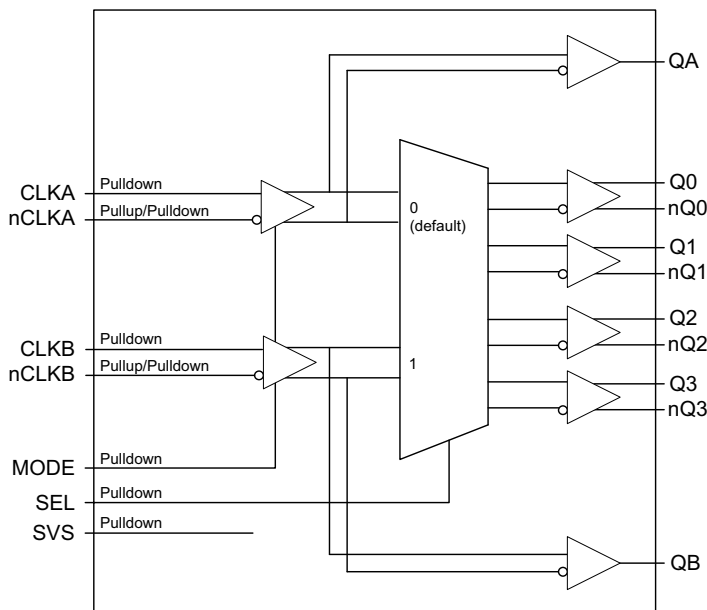 QA
CLKA
Pulldown
nCLKA
Pullup/Pulldown
0
(default)
Q0
nQ0
Q1
nQ1
CLKB
Pulldown
nCLKB
Pullup/Pulldown
1
Q2
nQ2
Q3
nQ3
MODE
Pulldown
SEL
Pulldown
SVS
Pulldown
QB